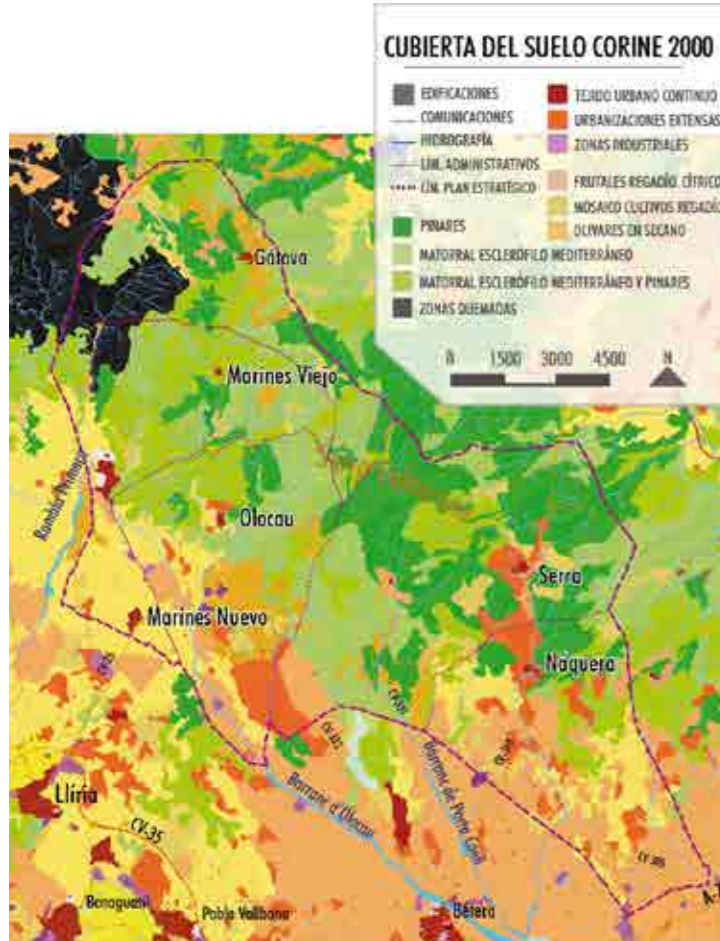 CUBIERTA DEL SUELO CORINE 2000
EDIFICACIONES
COMUNICACIONES
HIDROGRAFÍA
LIM. ADMINISTRATIVOS
LIM. PLAN ESTRATÉGICO
PINARES
MATORRAL ESCLERÓFILO MEDITERRÁNEO
MATORRAL ESCLERÓFILO MEDITERRÁNEO Y PINARES
ZONAS QUEMADAS
TEJIDO URBANO CONTINUO
URBANIZACIONES EXTENSAS
ZONAS INDUSTRIALES
FRUTALES REGADÍO. CÍTRICO
MOSAICO CULTIVOS REGADÍO
OLIVARES EN SECANO
0 1500 3000 4500 N
Gátova
Marines Viejo
Rambla
Olocau
Serra
Marines Nuevo
Náquera
Barranc d'Olocau
Barranc de
Llíria
CV-35
Benaguasil
Pobla Vallbona
Bétera